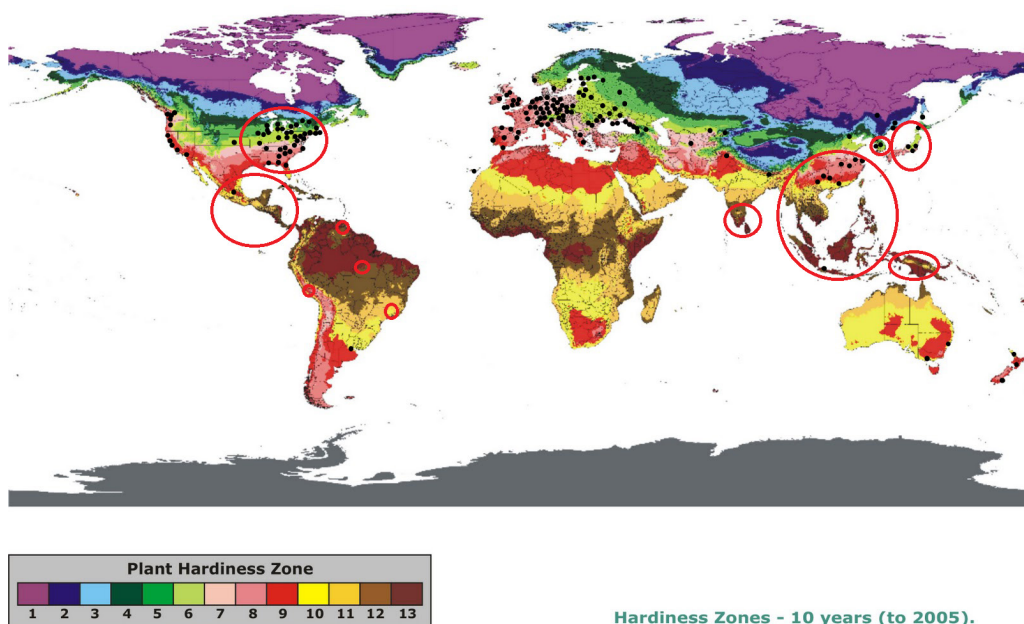 Plant Hardiness Zone
1 2 3 4 5 6 7 8 9 10 11 12 13
Hardiness Zones - 10 years (to 2005).